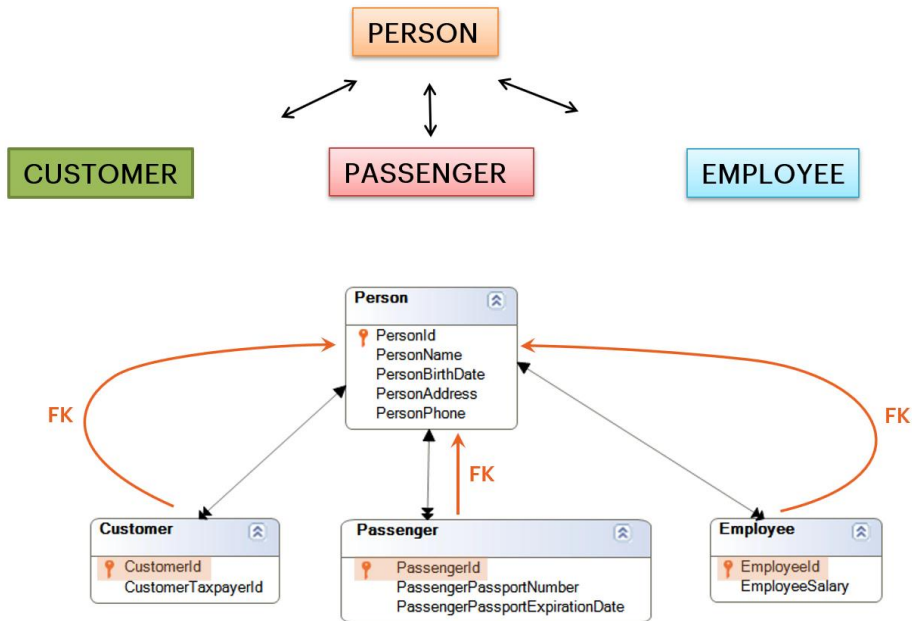 PERSON
CUSTOMER
PASSENGER
EMPLOYEE
Person
PersonId
PersonName
PersonBirthDate
PersonAddress
PersonPhone
FK
FK
FK
Customer
CustomerId
CustomerTaxpayerId
Passenger
PassengerId
PassengerPassportNumber
PassengerPassportExpirationDate
Employee
EmployeeId
EmployeeSalary